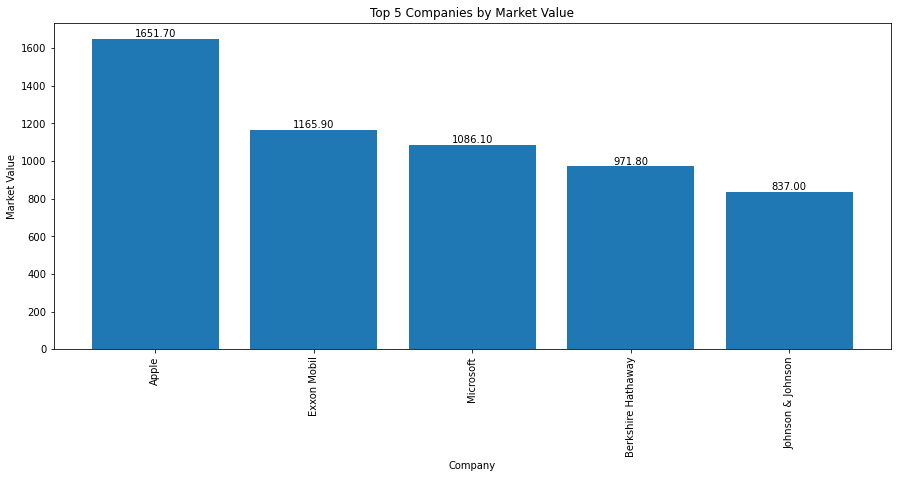 Top 5 Companies by Market Value
1651.70
1165.90
1086.10
971.80
837.00
Market Value
1600
1400
1200
1000
800
600
400
200
0
Apple
Exxon Mobil
Microsoft
Berkshire Hathaway
Johnson & Johnson
Company